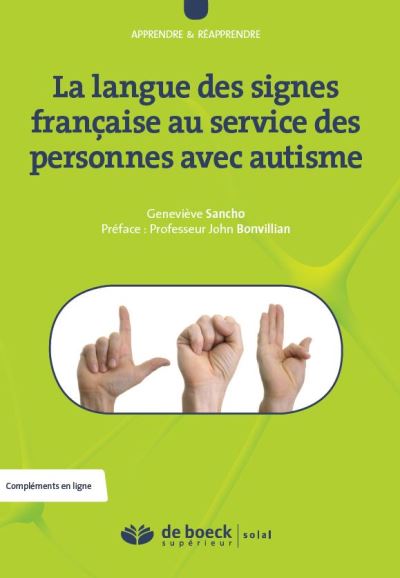 APPRENDRE & RÉAPPRENDRE
La langue des signes
française au service des
personnes avec autisme
Geneviève Sancho
Préface : Professeur John Bonvillian
Compléments en ligne
de boeck
supérieur
solal